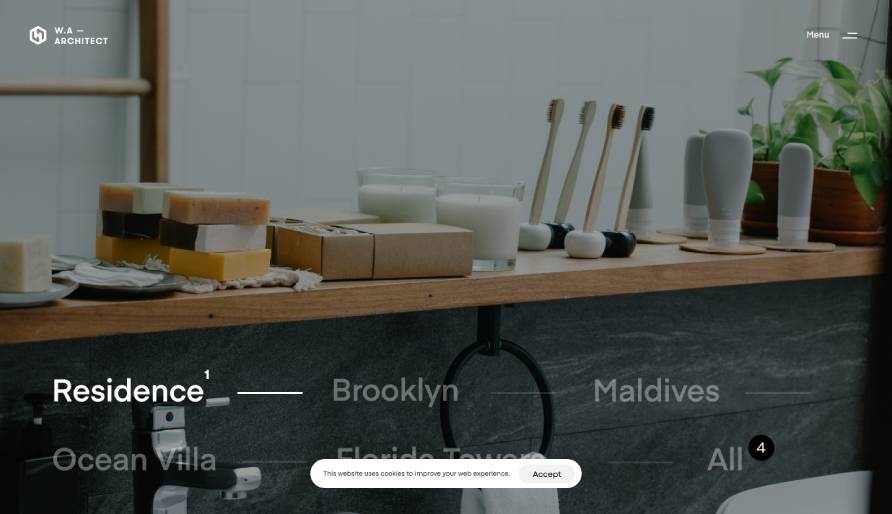 W.A —
ARCHITECT
Menu
Residence 1
Brooklyn
Maldives
Ocean Villa
Florida Towers
All 4
This website uses cookies to improve your web experience.
Accept